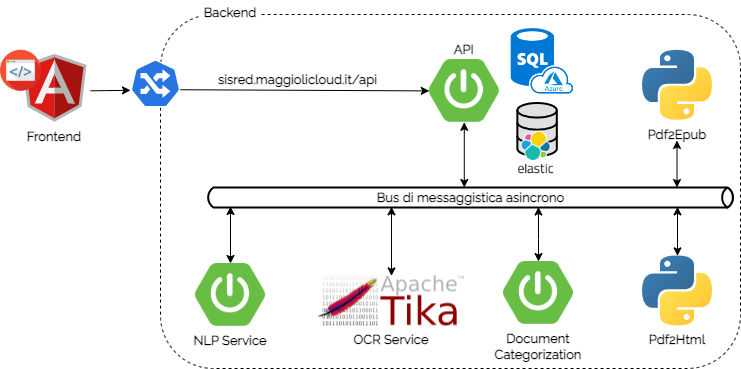 Backend
API
SQL
Azure
sisred.maggiolicloud.it/api
</>
A
Frontend
elastic
Pdf2Epub
Bus di messaggistica asincrono
Apache™
Tika
NLP Service
OCR Service
Document
Categorization
Pdf2Html